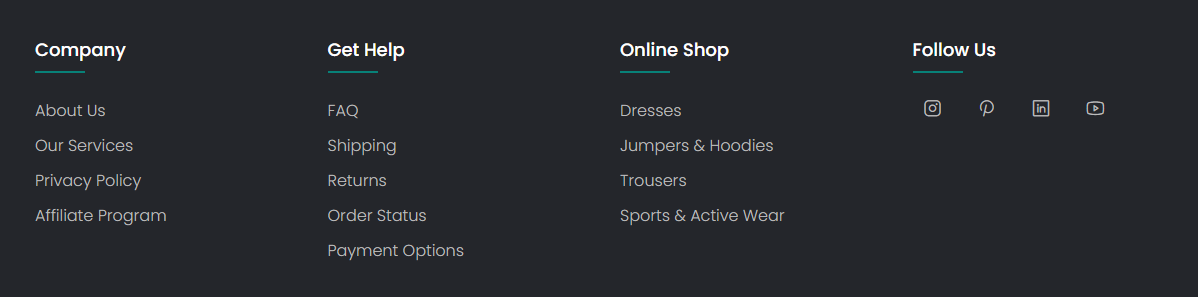 Company
About Us
Our Services
Privacy Policy
Affiliate Program
Get Help
FAQ
Shipping
Returns
Order Status
Payment Options
Online Shop
Dresses
Jumpers & Hoodies
Trousers
Sports & Active Wear
Follow Us